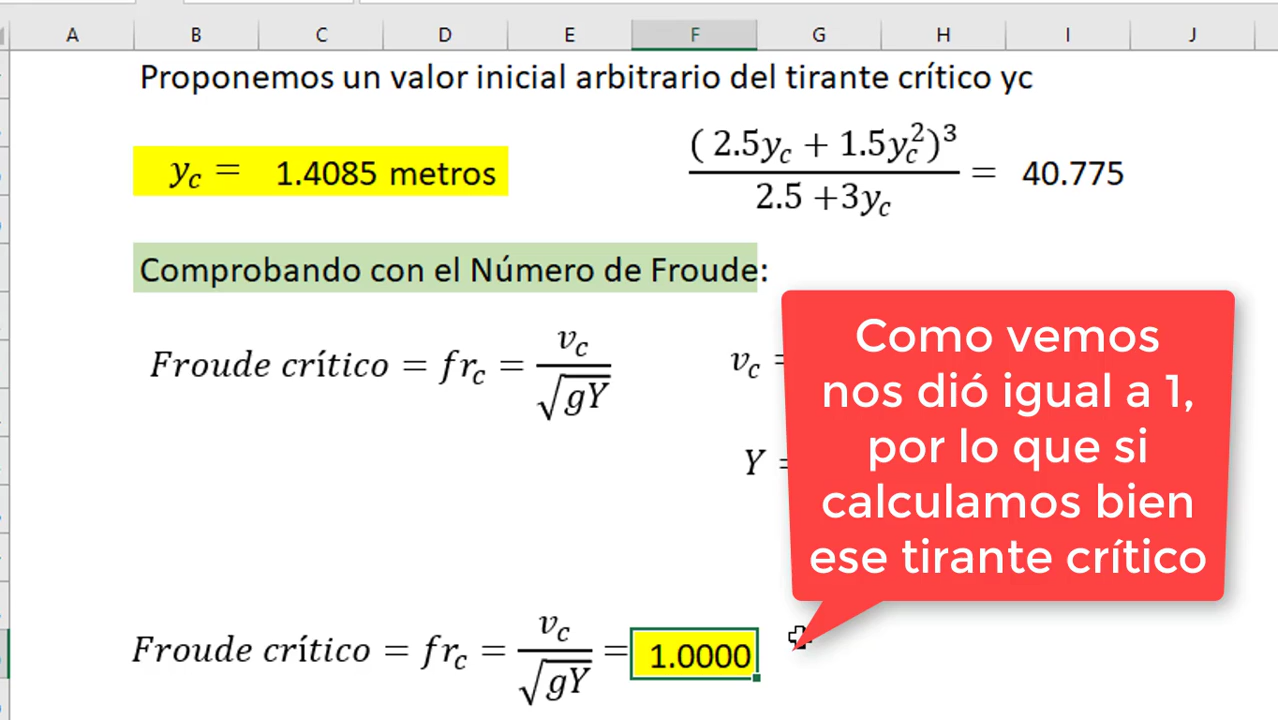 A B C D E F G H I J
Proponemos un valor inicial arbitrario del tirante crítico yc
y_c = 1.4085 metros
( 2.5y_c + 1.5y_c^2)^3 / 2.5 +3y_c = 40.775
Comprobando con el Número de Froude:
Froude crítico = fr_c = v_c / √gY
v_c =
Y =
Como vemos
nos dió igual a 1,
por lo que si
calculamos bien
ese tirante crítico
Froude crítico = fr_c = v_c / √gY = 1.0000